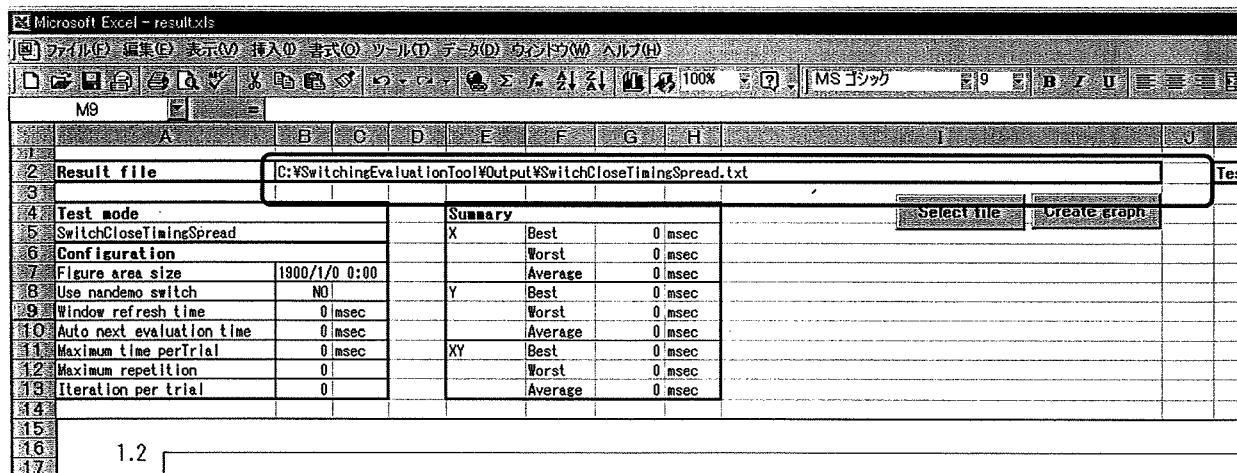 Microsoft Excel - result.xls
ファイル(F) 編集(E) 表示(V) 挿入(I) 書式(O) ツール(T) データ(D) ウィンドウ(W) ヘルプ(H)
100% MS ゴシック 9 B I U
M9 =
A B C D E F G H I J
1
2 Result file C:¥SwitchingEvaluationTool¥Output¥SwitchCloseTimingSpread.txt Tes
3
4 Test mode Summary Select file Create graph
5 SwitchCloseTimingSpread X Best 0 msec
6 Configuration Worst 0 msec
7 Figure area size 1900/1/0 0:00 Average 0 msec
8 Use nandemo switch NO Y Best 0 msec
9 Window refresh time 0 msec Worst 0 msec
10 Auto next evaluation time 0 msec Average 0 msec
11 Maximum time perTrial 0 msec XY Best 0 msec
12 Maximum repetition 0 Worst 0 msec
13 Iteration per trial 0 Average 0 msec
14
15
16 1.2
17